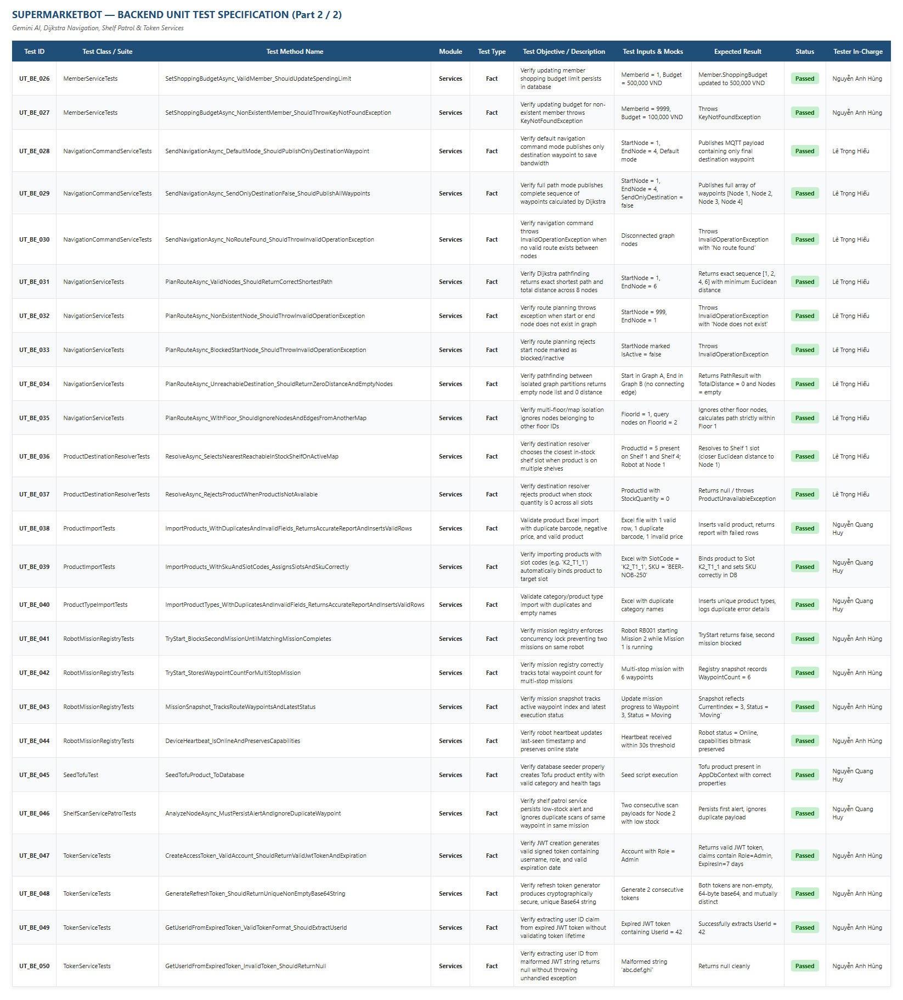 SUPERMARKETBOT — BACKEND UNIT TEST SPECIFICATION (Part 2 / 2)
Gemini AI, Dijkstra Navigation, Shelf Patrol & Token Services
Test ID Test Class / Suite Test Method Name Module Test Type Test Objective / Description Test Inputs & Mocks Expected Result Status Tester In-Charge
UT_BE_026 MemberServiceTests SetShoppingBudgetAsync_ValidMember_ShouldUpdateSpendingLimit Services Fact Verify updating member shopping budget limit persists in database MemberId = 1, Budget = 500,000 VND Member.ShoppingBudget updated to 500,000 VND Passed Nguyễn Anh Hùng
UT_BE_027 MemberServiceTests SetShoppingBudgetAsync_NonExistentMember_ShouldThrowKeyNotFoundException Services Fact Verify updating budget for non-existent member throws KeyNotFoundException MemberId = 9999, Budget = 100,000 VND Throws KeyNotFoundException Passed Nguyễn Anh Hùng
UT_BE_028 NavigationCommandServiceTests SendNavigationAsync_DefaultMode_ShouldPublishOnlyDestinationWaypoint Services Fact Verify default navigation command mode publishes only destination waypoint to save bandwidth StartNode = 1, EndNode = 4, Default mode Publishes MQTT payload containing only final destination waypoint Passed Lê Trọng Hiếu
UT_BE_029 NavigationCommandServiceTests SendNavigationAsync_SendOnlyDestinationFalse_ShouldPublishAllWaypoints Services Fact Verify full path mode publishes complete sequence of waypoints calculated by Dijkstra StartNode = 1, EndNode = 4, SendOnlyDestination = false Publishes full array of waypoints [Node 1, Node 2, Node 3, Node 4] Passed Lê Trọng Hiếu
UT_BE_030 NavigationCommandServiceTests SendNavigationAsync_NoRouteFound_ShouldThrowInvalidOperationException Services Fact Verify navigation command throws InvalidOperationException when no valid route exists between nodes Disconnected graph nodes Throws InvalidOperationException with 'No route found' Passed Lê Trọng Hiếu
UT_BE_031 NavigationServiceTests PlanRouteAsync_ValidNodes_ShouldReturnCorrectShortestPath Services Fact Verify Dijkstra pathfinding returns exact shortest path and total distance across 8 nodes StartNode = 1, EndNode = 6 Returns exact sequence [1, 2, 4, 6] with minimum Euclidean distance Passed Lê Trọng Hiếu
UT_BE_032 NavigationServiceTests PlanRouteAsync_NonExistentNode_ShouldThrowInvalidOperationException Services Fact Verify route planning throws exception when start or end node does not exist in graph StartNode = 999, EndNode = 1 Throws InvalidOperationException with 'Node does not exist' Passed Lê Trọng Hiếu
UT_BE_033 NavigationServiceTests PlanRouteAsync_BlockedStartNode_ShouldThrowInvalidOperationException Services Fact Verify route planning rejects start node marked as blocked/inactive StartNode marked IsActive = false Throws InvalidOperationException Passed Lê Trọng Hiếu
UT_BE_034 NavigationServiceTests PlanRouteAsync_UnreachableDestination_ShouldReturnZeroDistanceAndEmptyNodes Services Fact Verify pathfinding between isolated graph partitions returns empty node list and 0 distance Start in Graph A, End in Graph B (no connecting edge) Returns PathResult with TotalDistance = 0 and Nodes = empty Passed Lê Trọng Hiếu
UT_BE_035 NavigationServiceTests PlanRouteAsync_WithFloor_ShouldIgnoreNodesAndEdgesFromAnotherMap Services Fact Verify multi-floor/map isolation ignores nodes belonging to other floor IDs FloorId = 1, query nodes on FloorId = 2 Ignores other floor nodes, calculates path strictly within Floor 1 Passed Lê Trọng Hiếu
UT_BE_036 ProductDestinationResolverTests ResolveAsync_SelectsNearestReachableInStockShelfOnActiveMap Services Fact Verify destination resolver chooses the closest in-stock shelf slot when product is on multiple shelves ProductId = 5 present on Shelf 1 and Shelf 4; Robot at Node 1 Resolves to Shelf 1 slot (closer Euclidean distance to Node 1) Passed Lê Trọng Hiếu
UT_BE_037 ProductDestinationResolverTests ResolveAsync_RejectsProductWhenProductIsNotAvailable Services Fact Verify destination resolver rejects product when stock quantity is 0 across all slots ProductId with StockQuantity = 0 Returns null / throws ProductUnavailableException Passed Lê Trọng Hiếu
UT_BE_038 ProductImportTests ImportProducts_WithDuplicatesAndInvalidFields_ReturnsAccurateReportAndInsertsValidRows Services Fact Validate product Excel import with duplicate barcode, negative price, and valid product Excel file with 1 valid row, 1 duplicate barcode, 1 invalid price Inserts valid product, returns report with failed rows Passed Nguyễn Quang Huy
UT_BE_039 ProductImportTests ImportProducts_WithSkuAndSlotCodes_AssignsSlotsAndSkuCorrectly Services Fact Verify importing products with slot codes (e.g. 'K2_T1_1') automatically binds product to target slot Excel with SlotCode = 'K2_T1_1', SKU = 'BEER-NOB-250' Binds product to Slot K2_T1_1 and sets SKU correctly in DB Passed Nguyễn Quang Huy
UT_BE_040 ProductTypeImportTests ImportProductTypes_WithDuplicatesAndInvalidFields_ReturnsAccurateReportAndInsertsValidRows Services Fact Validate category/product type import with duplicates and empty names Excel with duplicate category names Inserts unique product types, logs duplicate error details Passed Nguyễn Quang Huy
UT_BE_041 RobotMissionRegistryTests TryStart_BlocksSecondMissionUntilMatchingMissionCompletes Services Fact Verify mission registry enforces concurrency lock preventing two missions on same robot Robot RB001 starting Mission 2 while Mission 1 is running TryStart returns false, second mission blocked Passed Nguyễn Anh Hùng
UT_BE_042 RobotMissionRegistryTests TryStart_StoresWaypointCountForMultiStopMission Services Fact Verify mission registry correctly tracks total waypoint count for multi-stop missions Multi-stop mission with 6 waypoints Registry snapshot records WaypointCount = 6 Passed Nguyễn Anh Hùng
UT_BE_043 RobotMissionRegistryTests MissionSnapshot_TracksRouteWaypointsAndLatestStatus Services Fact Verify mission snapshot tracks active waypoint index and latest execution status Update mission progress to Waypoint 3, Status = Moving Snapshot reflects CurrentIndex = 3, Status = 'Moving' Passed Nguyễn Anh Hùng
UT_BE_044 RobotMissionRegistryTests DeviceHeartbeat_IsOnlineAndPreservesCapabilities Services Fact Verify robot heartbeat updates last-seen timestamp and preserves online state Heartbeat received within 30s threshold Robot status = Online, capabilities bitmask preserved Passed Nguyễn Anh Hùng
UT_BE_045 SeedTofuTest SeedTofuProduct_ToDatabase Services Fact Verify database seeder properly creates Tofu product entity with valid category and health tags Seed script execution Tofu product present in AppDbContext with correct properties Passed Nguyễn Quang Huy
UT_BE_046 ShelfScanServicePatrolTests AnalyzeNodeAsync_MustPersistAlertAndIgnoreDuplicateWaypoint Services Fact Verify shelf patrol service persists low-stock alert and ignores duplicate scans of same waypoint in same mission Two consecutive scan payloads for Node 2 with low stock Persists first alert, ignores duplicate payload Passed Nguyễn Quang Huy
UT_BE_047 TokenServiceTests CreateAccessToken_ValidAccount_ShouldReturnValidJwtTokenAndExpiration Services Fact Verify JWT creation generates valid signed token containing username, role, and valid expiration date Account with Role = Admin Returns valid JWT token, claims contain Role=Admin, ExpiresIn=7 days Passed Nguyễn Anh Hùng
UT_BE_048 TokenServiceTests GenerateRefreshToken_ShouldReturnUniqueNonEmptyBase64String Services Fact Verify refresh token generator produces cryptographically secure, unique Base64 string Generate 2 consecutive tokens Both tokens are non-empty, 64-byte base64, and mutually distinct Passed Nguyễn Anh Hùng
UT_BE_049 TokenServiceTests GetUserIdFromExpiredToken_ValidTokenFormat_ShouldExtractUserId Services Fact Verify extracting user ID claim from expired JWT token without validating token lifetime Expired JWT token containing UserId = 42 Successfully extracts UserId = 42 Passed Nguyễn Anh Hùng
UT_BE_050 TokenServiceTests GetUserIdFromExpiredToken_InvalidToken_ShouldReturnNull Services Fact Verify extracting user ID from malformed JWT string returns null without throwing unhandled exception Malformed string 'abc.def.ghi' Returns null cleanly Passed Nguyễn Anh Hùng